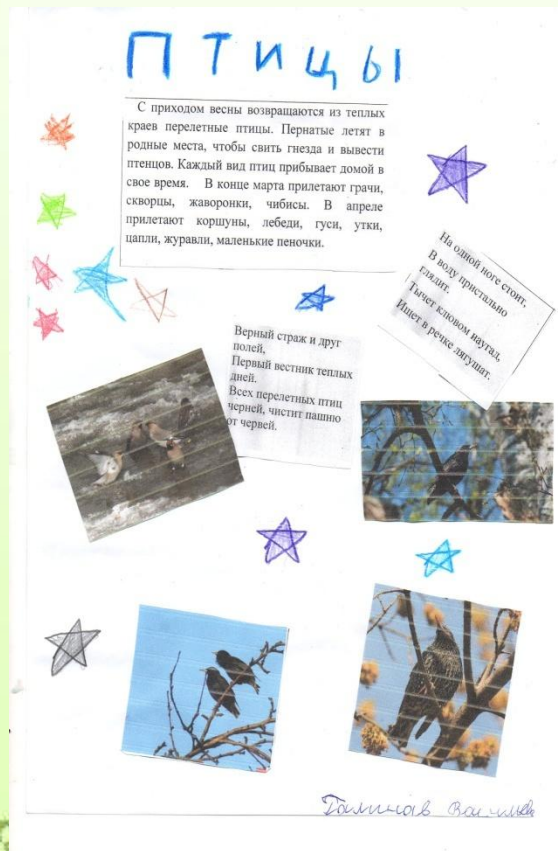 ПТИЦЫ
С приходом весны возвращаются из теплых
краев перелетные птицы. Пернатые летят в
родные места, чтобы свить гнезда и вывести
птенцов. Каждый вид птиц прибывает домой в
свое время. В конце марта прилетают грачи,
скворцы, жаворонки, чибисы. В апреле
прилетают коршуны, лебеди, гуси, утки,
цапли, журавли, маленькие пеночки.
На одной ноге стоит,
В воду пристально
глядит.
Тычет клювом наугад,
Ищет в речке лягушат.
Верный страж и друг
полей,
Первый вестник теплых
дней.
Всех перелетных птиц
черней, чистит пашню
от червей.